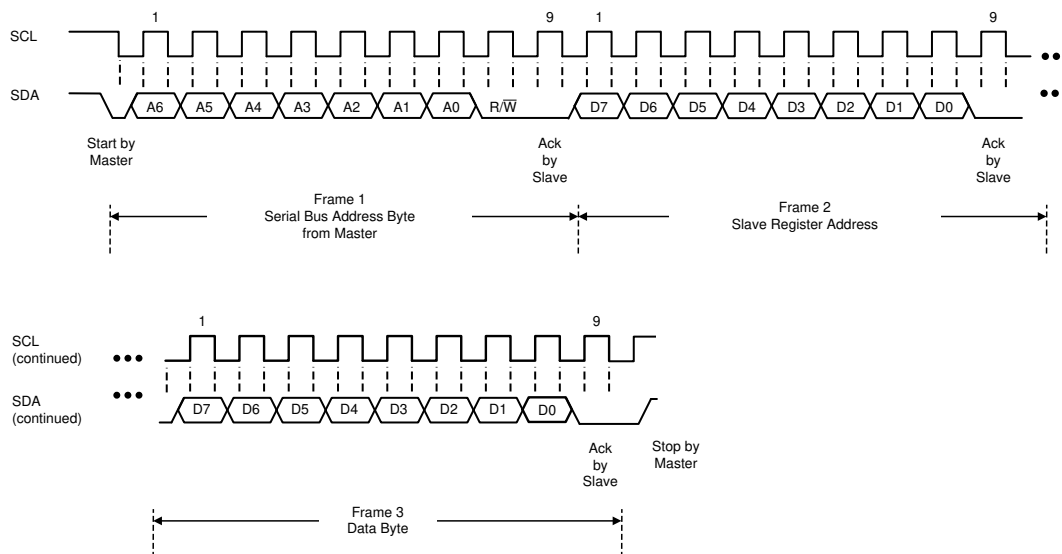 1 9 1 9
SCL
SDA
A6 A5 A4 A3 A2 A1 A0 R/W̅ D7 D6 D5 D4 D3 D2 D1 D0
Start by
Master
Ack
by
Slave
Ack
by
Slave
Frame 1
Serial Bus Address Byte
from Master
Frame 2
Slave Register Address
1 9
SCL
(continued)
SDA
(continued)
D7 D6 D5 D4 D3 D2 D1 D0
Ack
by
Slave
Stop by
Master
Frame 3
Data Byte